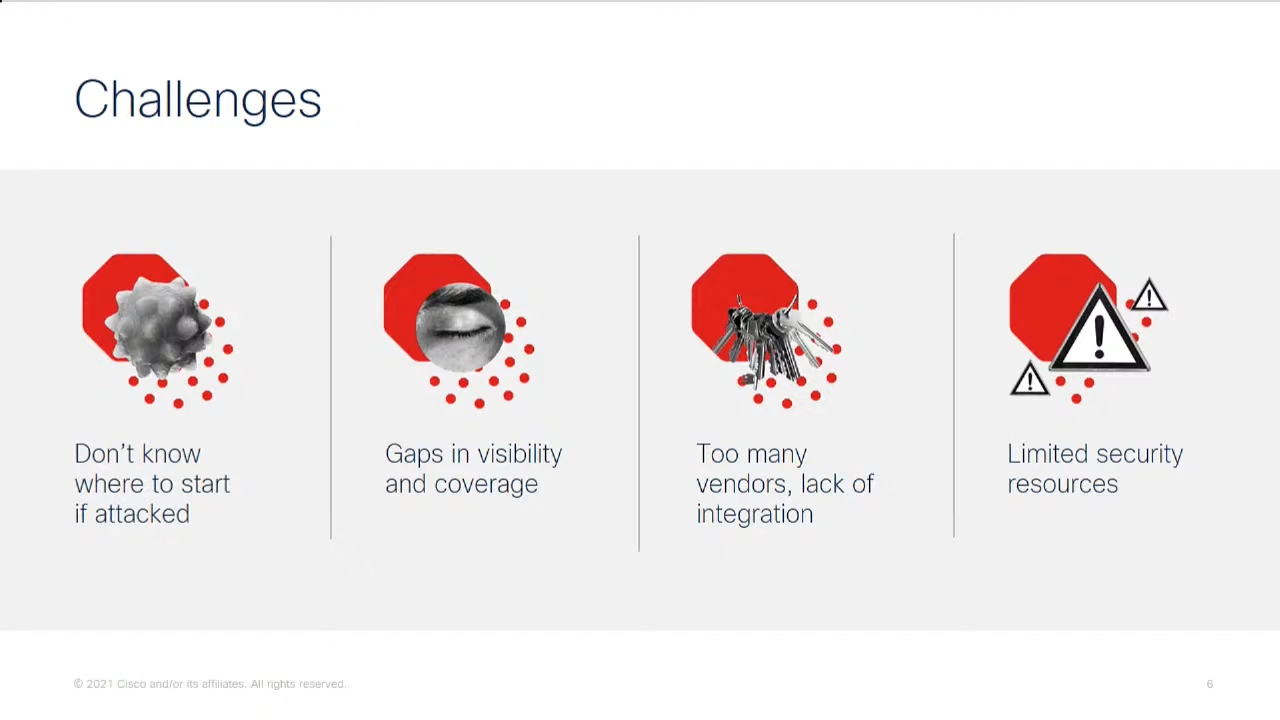 Challenges
Don’t know
where to start
if attacked
Gaps in visibility
and coverage
Too many
vendors, lack of
integration
Limited security
resources
© 2021 Cisco and/or its affiliates. All rights reserved.
6